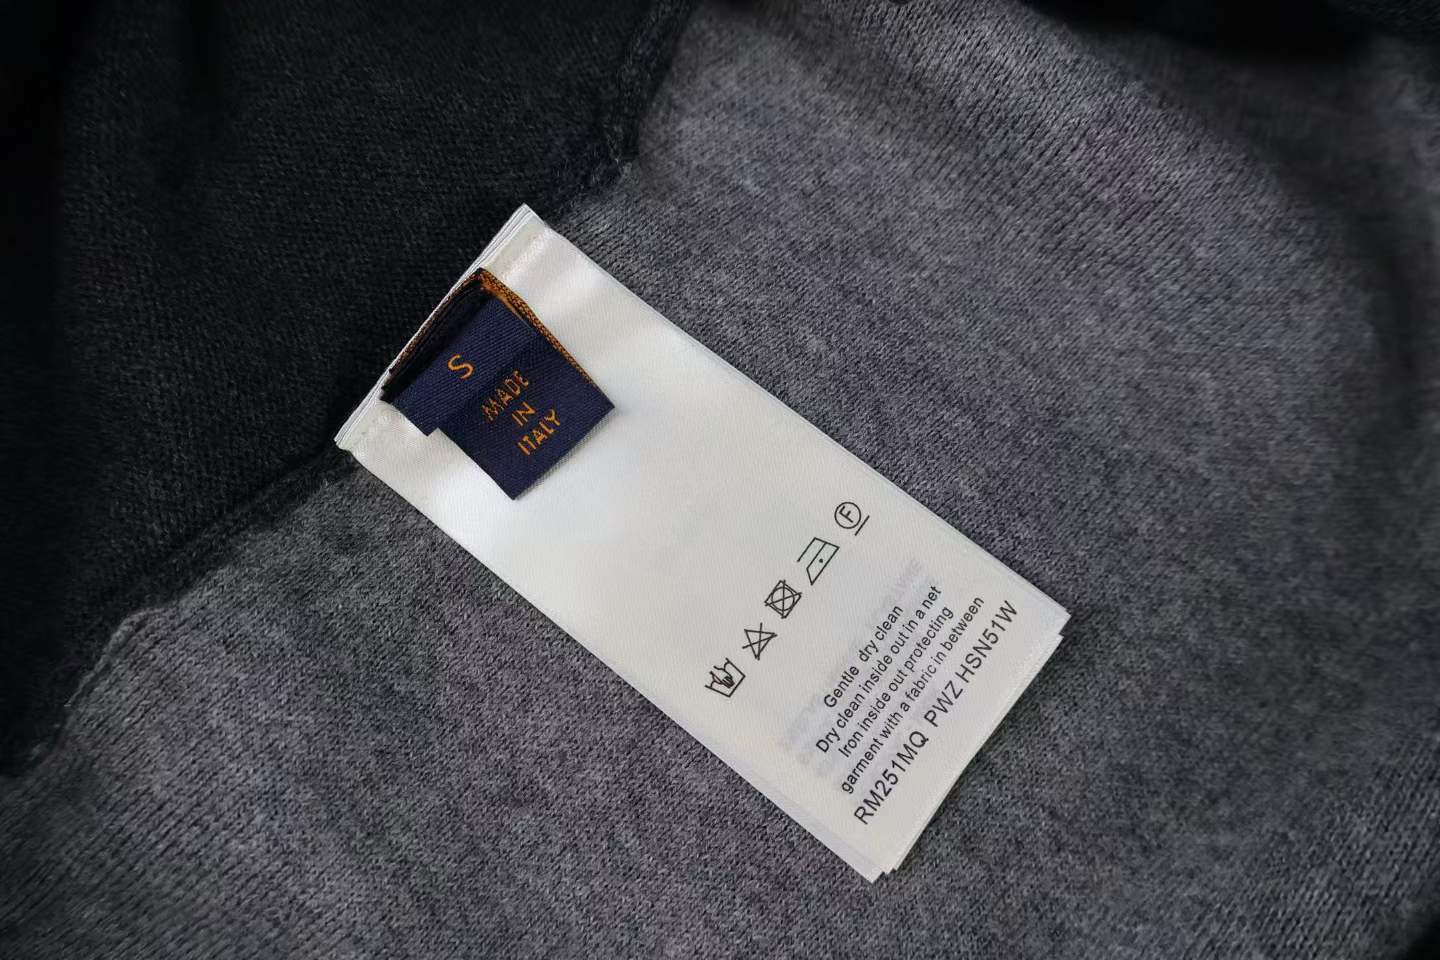 S
MADE
IN
ITALY
F
Gentle dry clean
Dry clean inside out in a net
Iron inside out protecting
garment with a fabric in between
RM251MQ PWZ HSN51W